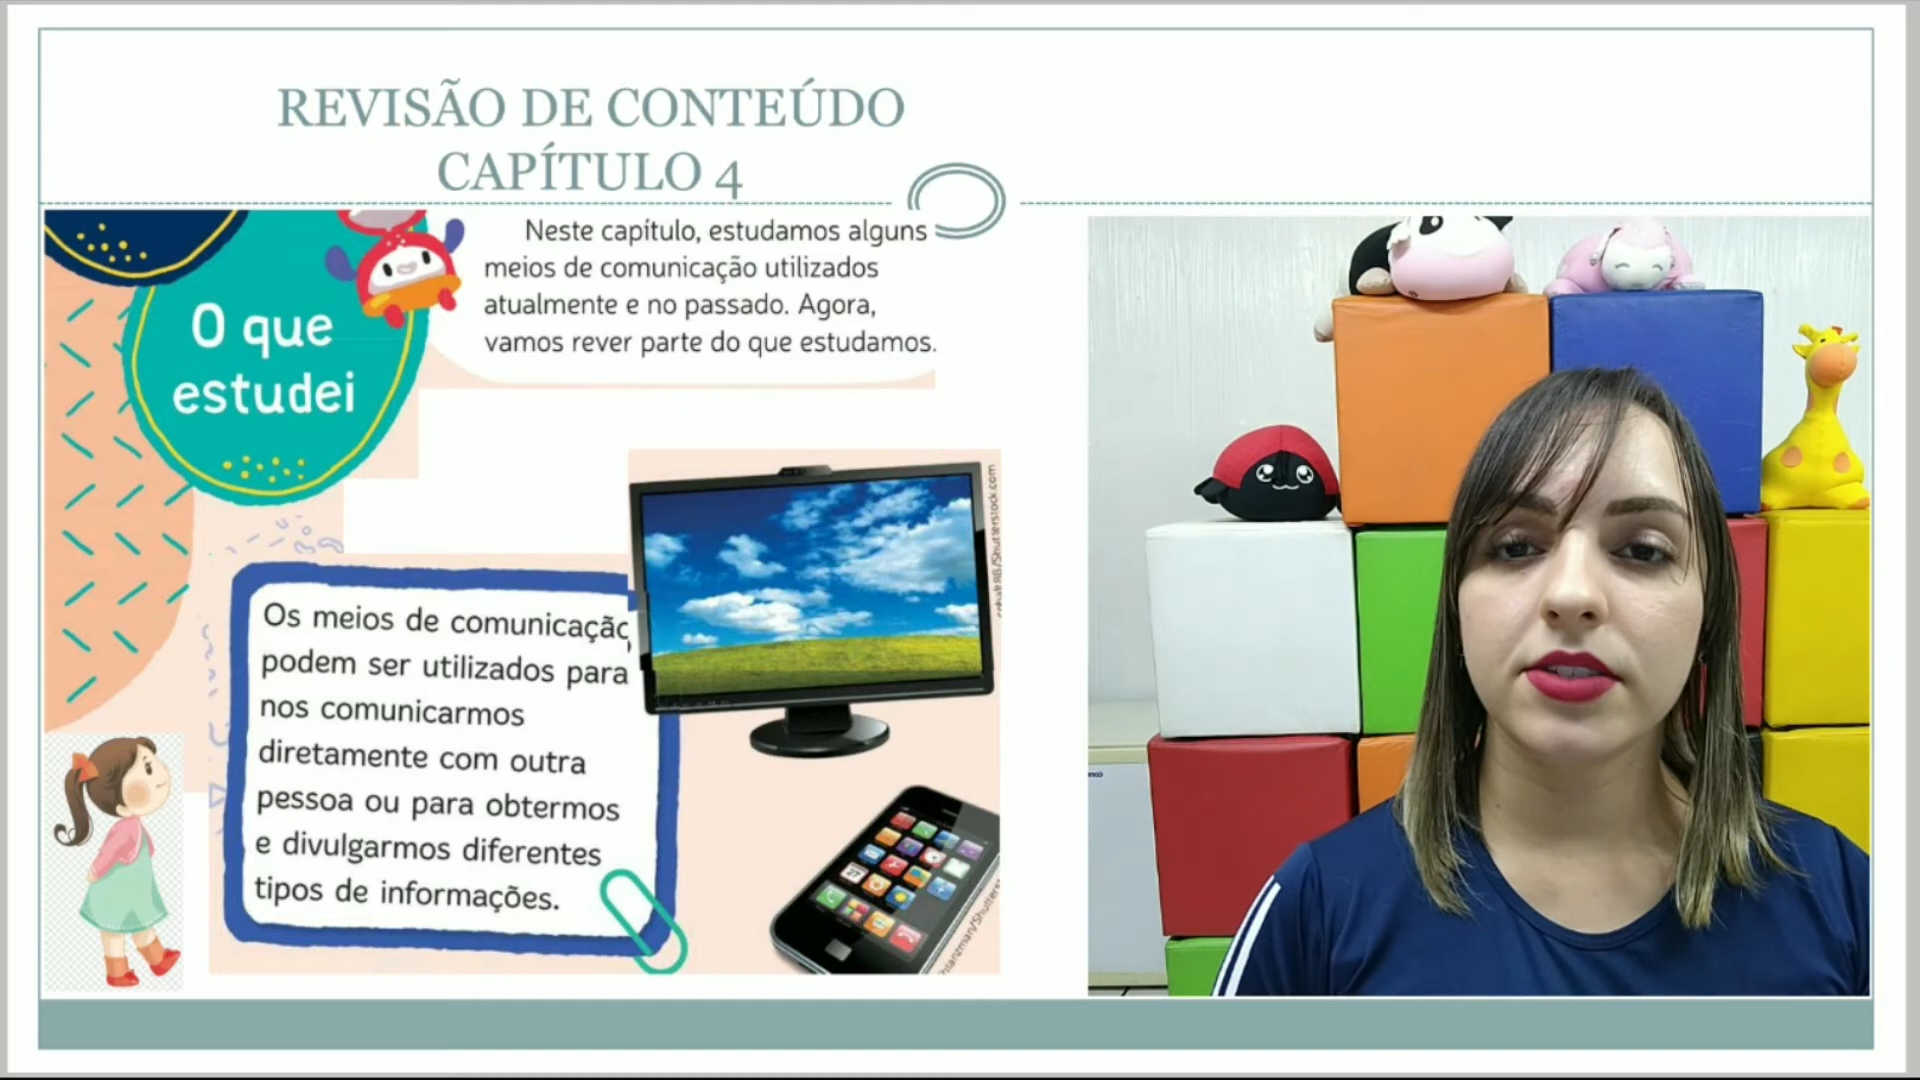 REVISÃO DE CONTEÚDO
CAPÍTULO 4
O que
estudei
Neste capítulo, estudamos alguns
meios de comunicação utilizados
atualmente e no passado. Agora,
vamos rever parte do que estudamos.
Os meios de comunicação
podem ser utilizados para
nos comunicarmos
diretamente com outra
pessoa ou para obtermos
e divulgarmos diferentes
tipos de informações.
27